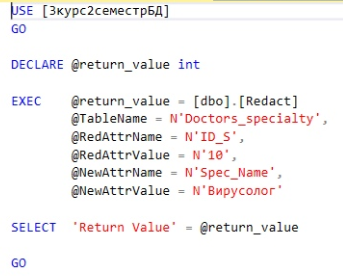 USE [3курс2семестрБД]
GO
DECLARE @return_value int
EXEC @return_value = [dbo].[Redact]
@TableName = N'Doctors_specialty',
@RedAttrName = N'ID_S',
@RedAttrValue = N'10',
@NewAttrName = N'Spec_Name',
@NewAttrValue = N'Вирусолог'
SELECT 'Return Value' = @return_value
GO